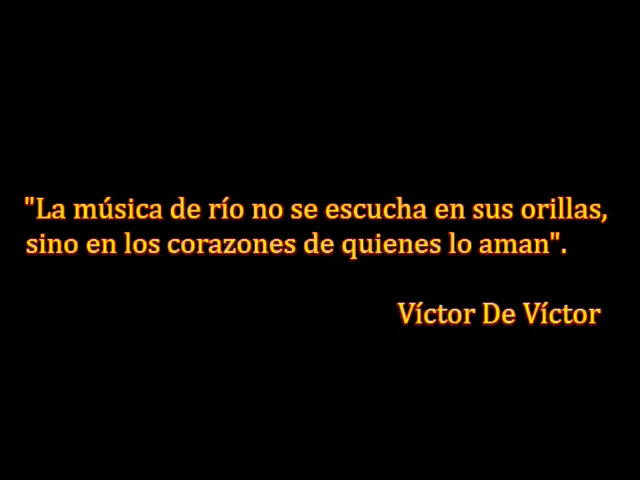 "La música de río no se escucha en sus orillas,
sino en los corazones de quienes lo aman".
Víctor De Víctor